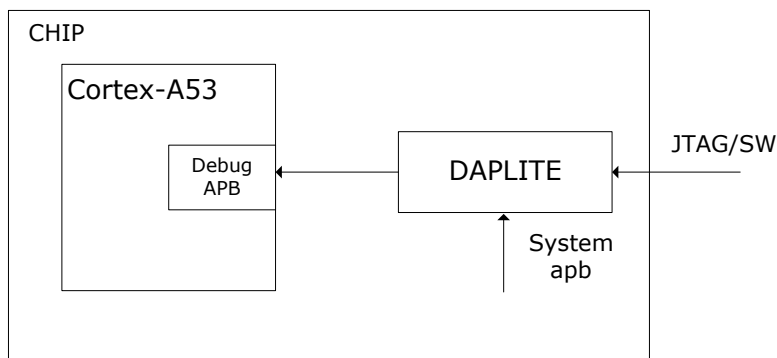 CHIP
Cortex-A53
Debug
APB
DAPLITE
JTAG/SW
System
apb